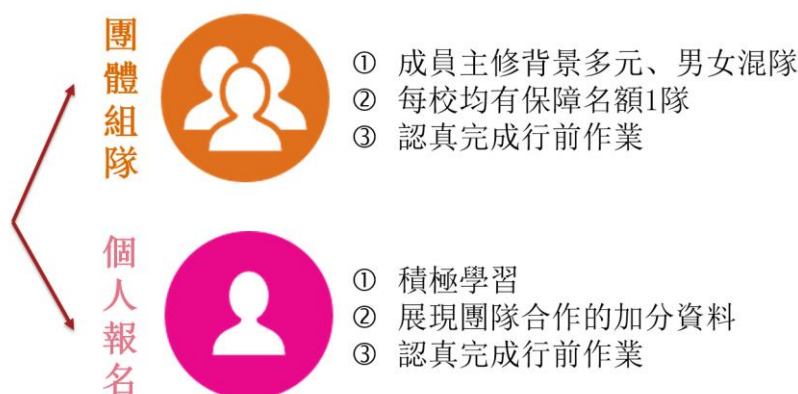 團體組隊
① 成員主修背景多元、男女混隊
② 每校均有保障名額1隊
③ 認真完成行前作業
個人報名
① 積極學習
② 展現團隊合作的加分資料
③ 認真完成行前作業